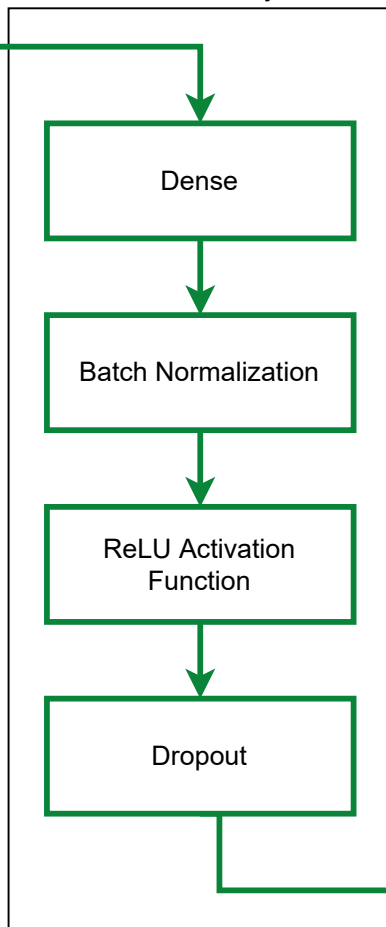 Dense
Batch Normalization
ReLU Activation
Function
Dropout